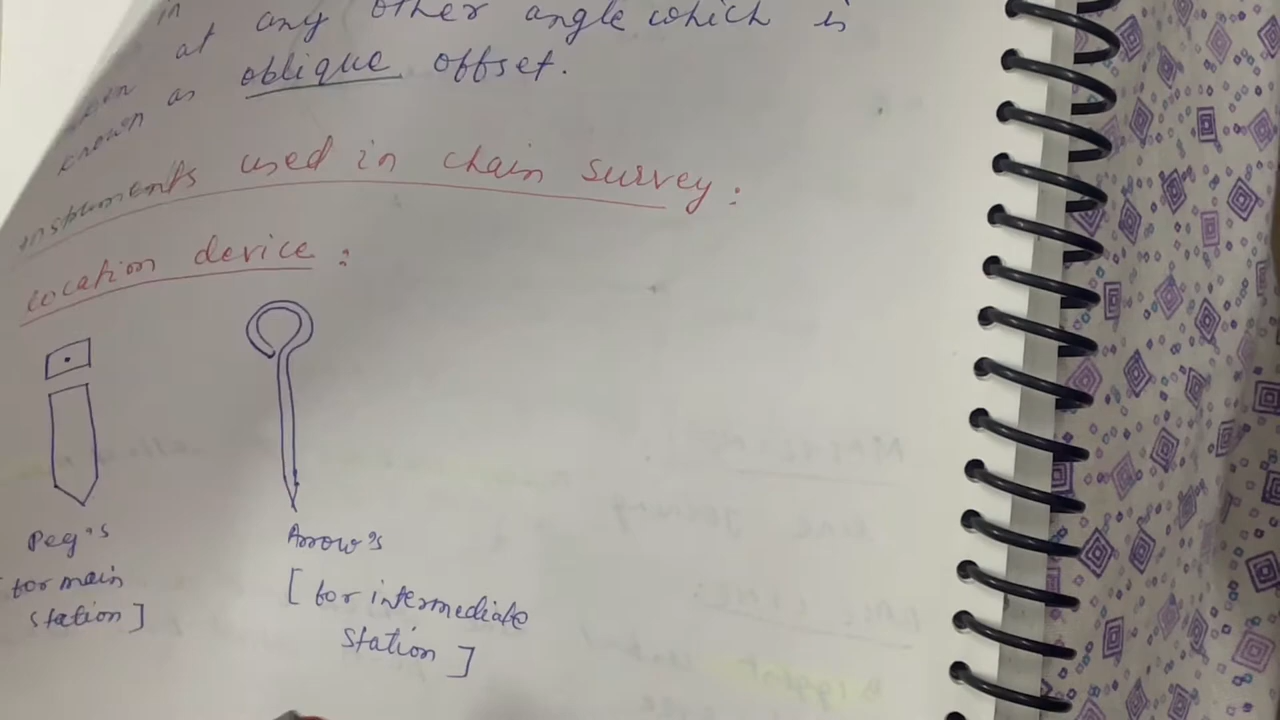 in any other angle which is
at
known as oblique offset.
Instruments used in chain survey:
Location device:
Peg's
for main
station]
Arrow's
[for intermediate
station]